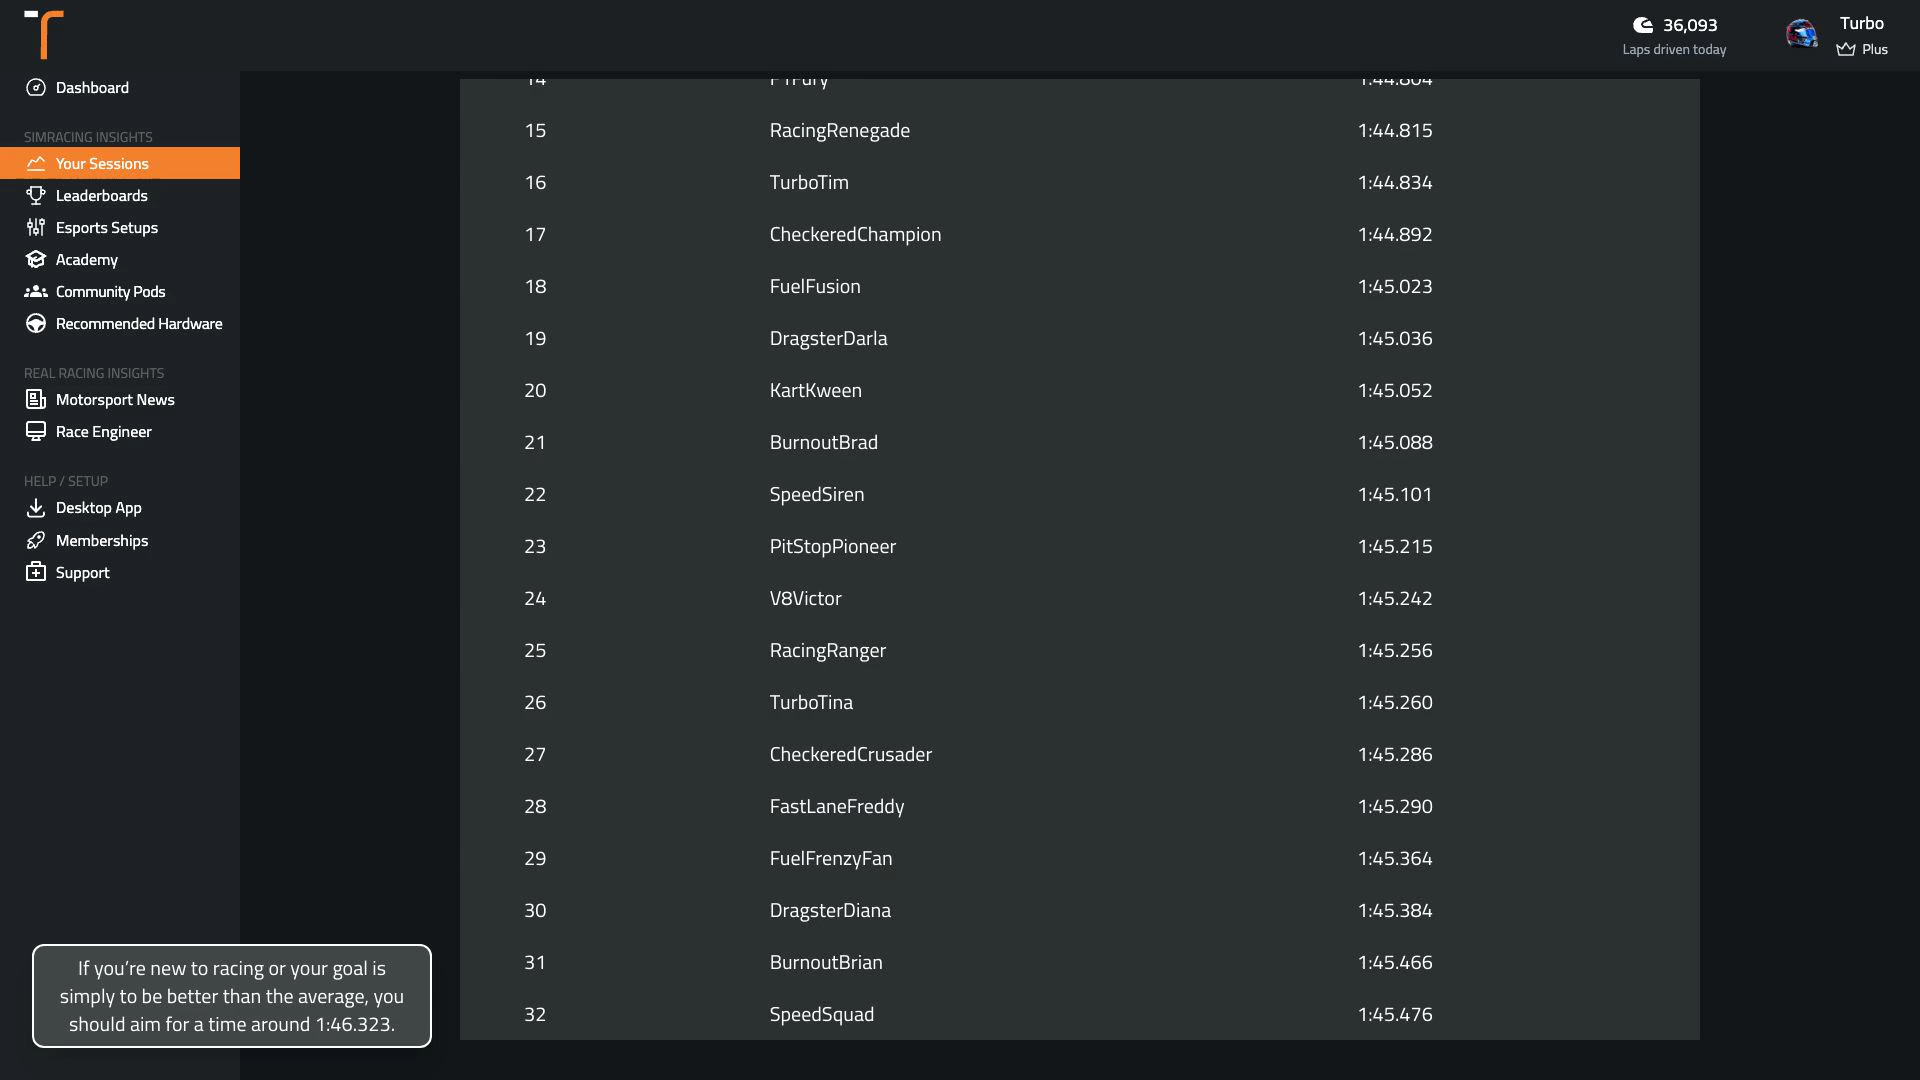 36,093
Laps driven today
Turbo
Plus
Dashboard
SIMRACING INSIGHTS
Your Sessions
Leaderboards
Esports Setups
Academy
Community Pods
Recommended Hardware
REAL RACING INSIGHTS
Motorsport News
Race Engineer
HELP / SETUP
Desktop App
Memberships
Support
15 RacingRenegade 1:44.815
16 TurboTim 1:44.834
17 CheckeredChampion 1:44.892
18 FuelFusion 1:45.023
19 DragsterDarla 1:45.036
20 KartKween 1:45.052
21 BurnoutBrad 1:45.088
22 SpeedSiren 1:45.101
23 PitStopPioneer 1:45.215
24 V8Victor 1:45.242
25 RacingRanger 1:45.256
26 TurboTina 1:45.260
27 CheckeredCrusader 1:45.286
28 FastLaneFreddy 1:45.290
29 FuelFrenzyFan 1:45.364
30 DragsterDiana 1:45.384
31 BurnoutBrian 1:45.466
32 SpeedSquad 1:45.476
If you’re new to racing or your goal is
simply to be better than the average, you
should aim for a time around 1:46.323.